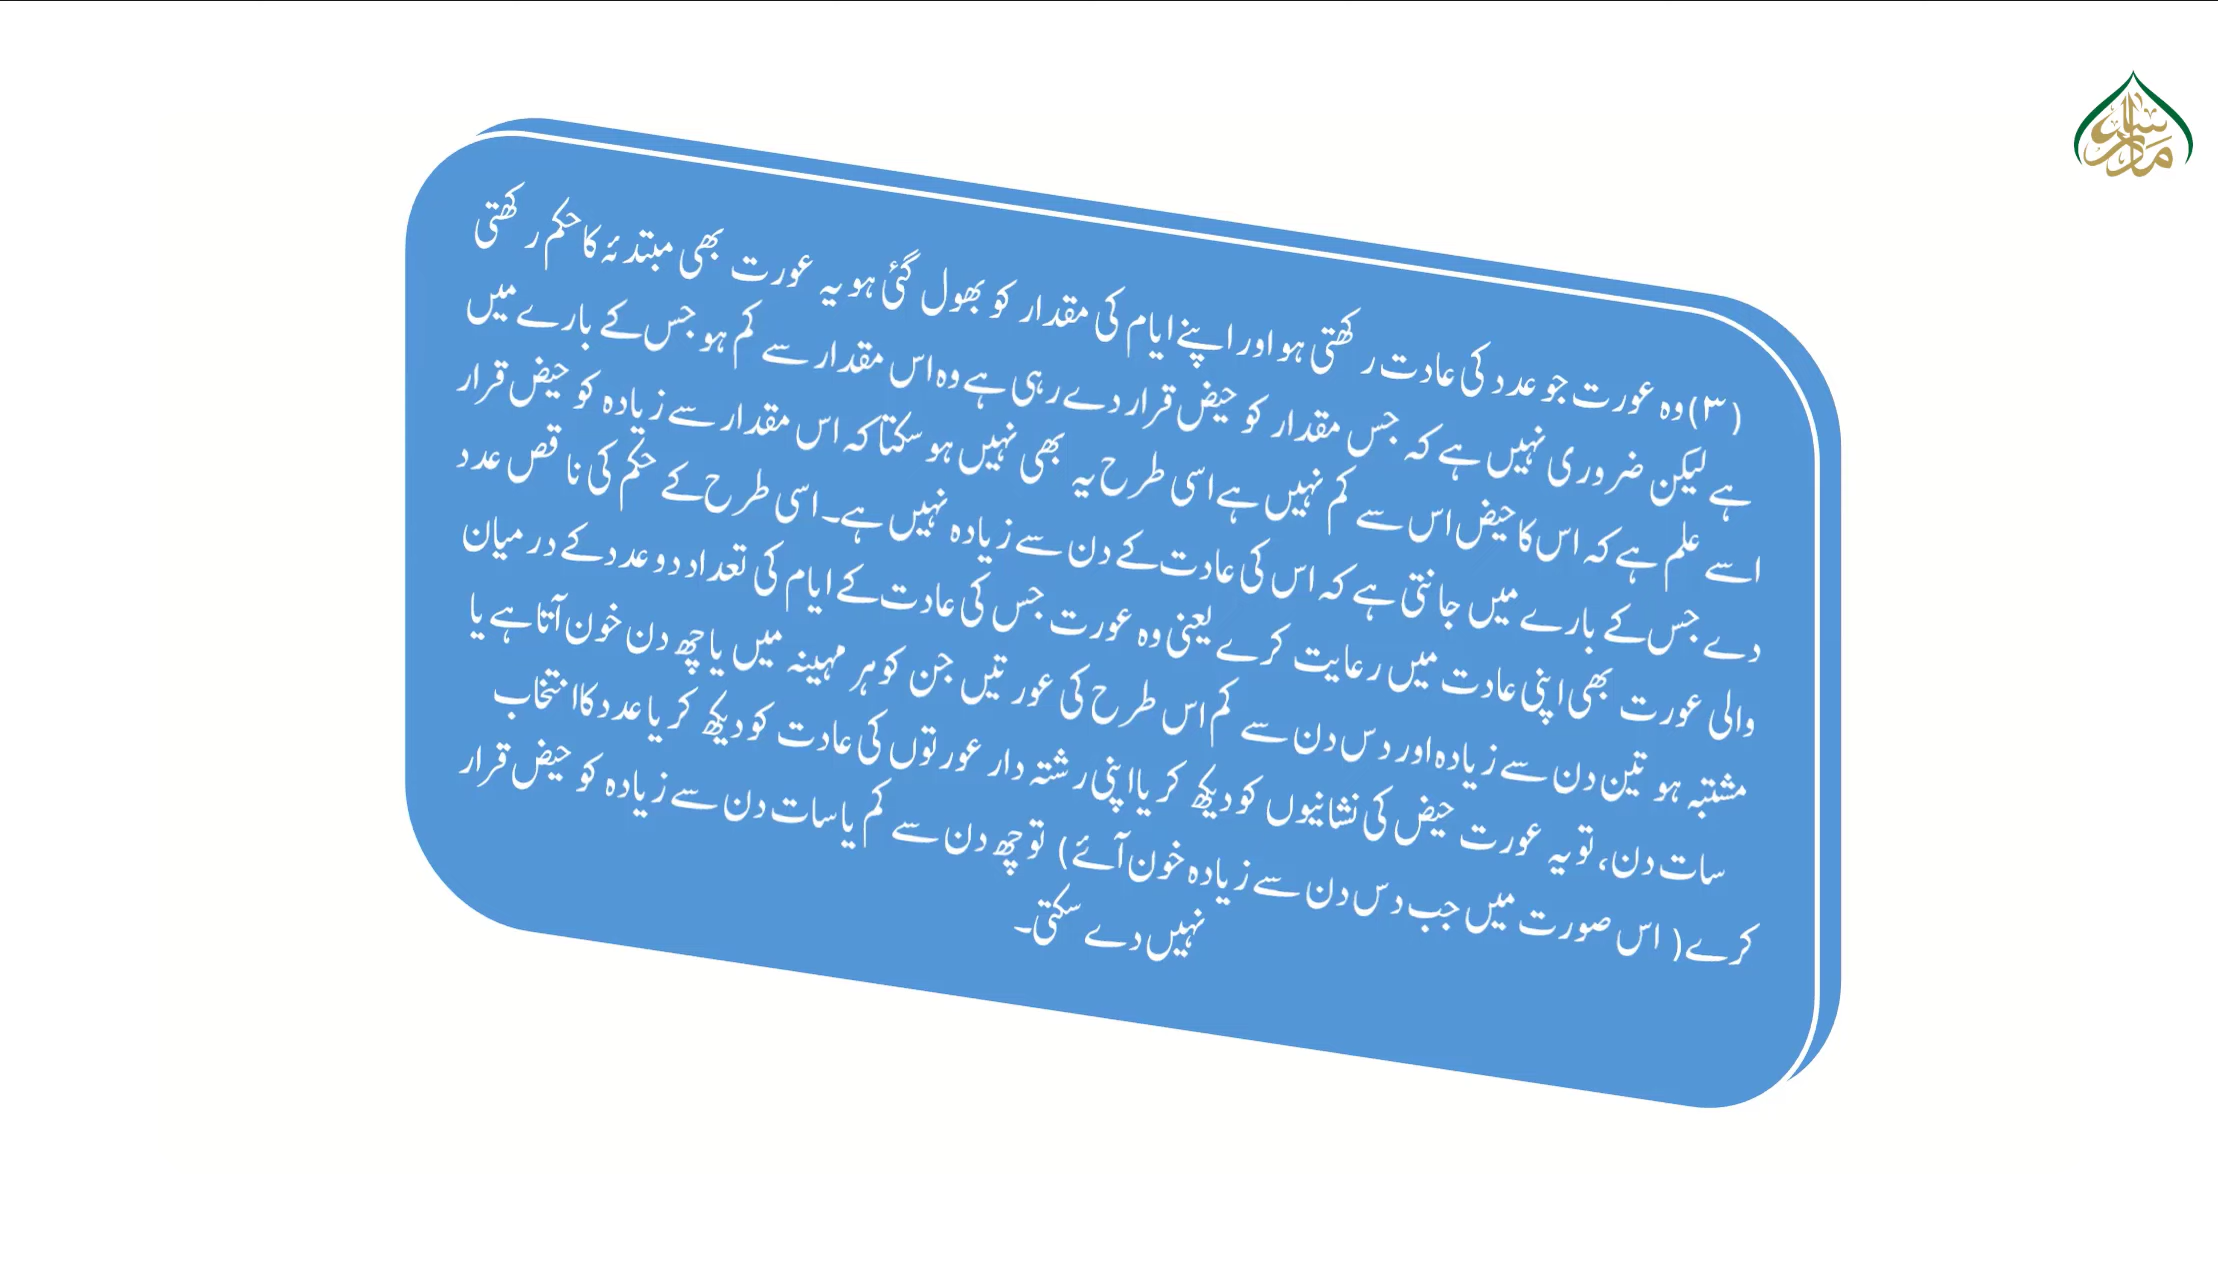 (۳) وہ عورت جو عدد کی عادت رکھتی ہو اور اپنے ایام کی مقدار کو بھول گئی ہو یہ عورت بھی مبتدئہ کا حکم رکھتی
ہے لیکن ضروری نہیں ہے کہ جس مقدار کو حیض قرار دے رہی ہے وہ اس مقدار سے کم ہو جس کے بارے میں
اسے علم ہے کہ اس کا حیض اس سے کم نہیں ہے اسی طرح یہ بھی نہیں ہو سکتا کہ اس مقدار سے زیادہ کو حیض قرار
دے جس کے بارے میں جانتی ہے کہ اس کی عادت کے دن سے زیادہ نہیں ہے۔ اسی طرح کے حکم کی ناقص عدد
والی عورت بھی اپنی عادت میں رعایت کرے یعنی وہ عورت جس کی عادت کے ایام کی تعداد دو عدد کے درمیان
مشتبہ ہو تین دن سے زیادہ اور دس دن سے کم اس طرح کی عورتیں جن کو ہر مہینہ میں یا چھ دن خون آتا ہے یا
سات دن، تو یہ عورت حیض کی نشانیوں کو دیکھ کر یا اپنی رشتہ دار عورتوں کی عادت کو دیکھ کر یا عدد کا انتخاب
کرے( اس صورت میں جب دس دن سے زیادہ خون آئے) تو چھ دن سے کم یا سات دن سے زیادہ کو حیض قرار
نہیں دے سکتی۔